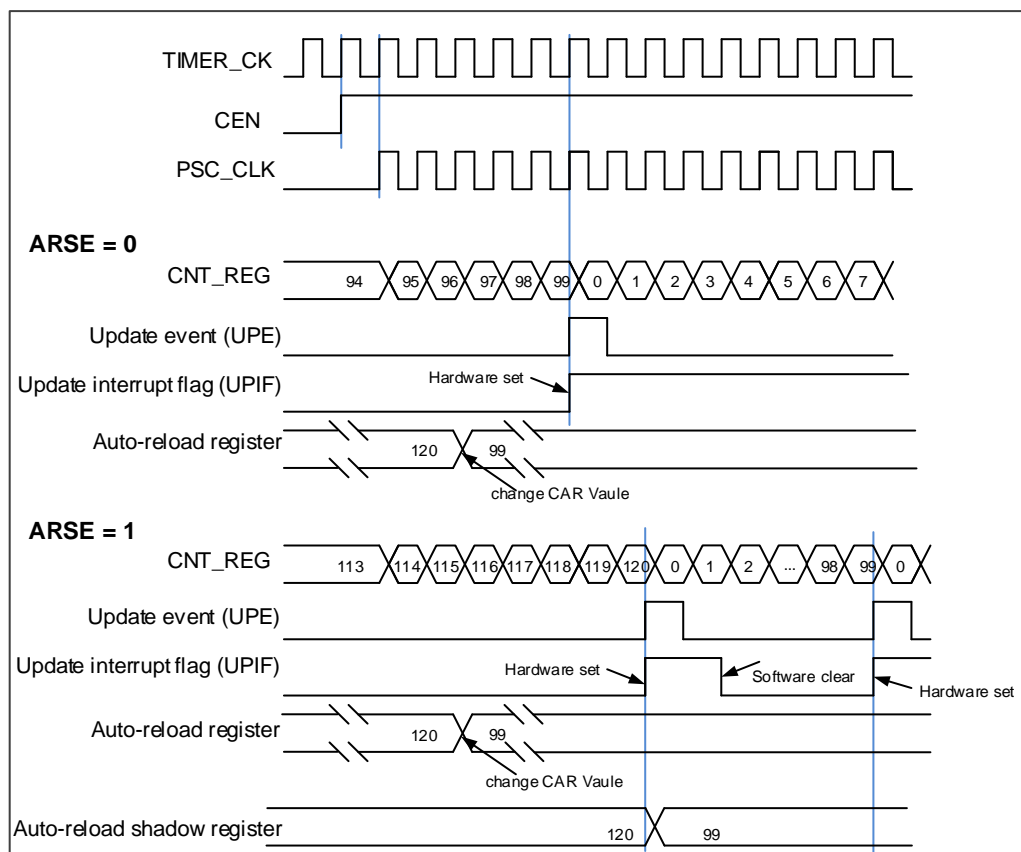 TIMER_CK
CEN
PSC_CLK
ARSE = 0
CNT_REG 94 95 96 97 98 99 0 1 2 3 4 5 6 7
Update event (UPE)
Update interrupt flag (UPIF) Hardware set
Auto-reload register 120 99
change CAR Vaule
ARSE = 1
CNT_REG 113 114 115 116 117 118 119 120 0 1 2 ... 98 99 0
Update event (UPE)
Update interrupt flag (UPIF) Hardware set Software clear Hardware set
Auto-reload register 120 99
change CAR Vaule
Auto-reload shadow register 120 99